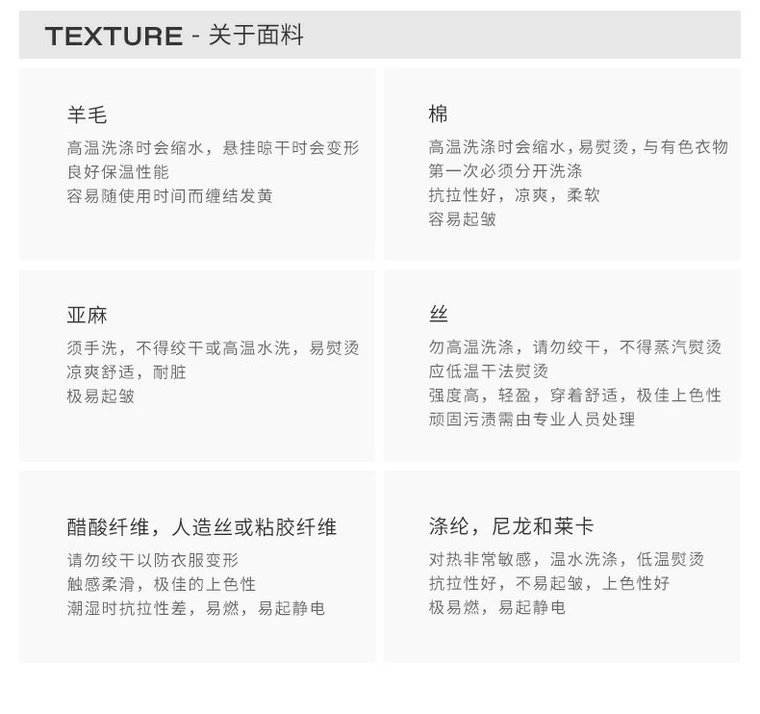 TEXTURE - 关于面料
羊毛
高温洗涤时会缩水，悬挂晾干时会变形
良好保温性能
容易随使用时间而缠结发黄
棉
高温洗涤时会缩水，易熨烫，与有色衣物
第一次必须分开洗涤
抗拉性好，凉爽，柔软
容易起皱
亚麻
须手洗，不得绞干或高温水洗，易熨烫
凉爽舒适，耐脏
极易起皱
丝
勿高温洗涤，请勿绞干，不得蒸汽熨烫
应低温干法熨烫
强度高，轻盈，穿着舒适，极佳上色性
顽固污渍需由专业人员处理
醋酸纤维，人造丝或粘胶纤维
请勿绞干以防衣服变形
触感柔滑，极佳的上色性
潮湿时抗拉性差，易燃，易起静电
涤纶，尼龙和莱卡
对热非常敏感，温水洗涤，低温熨烫
抗拉性好，不易起皱，上色性好
极易燃，易起静电